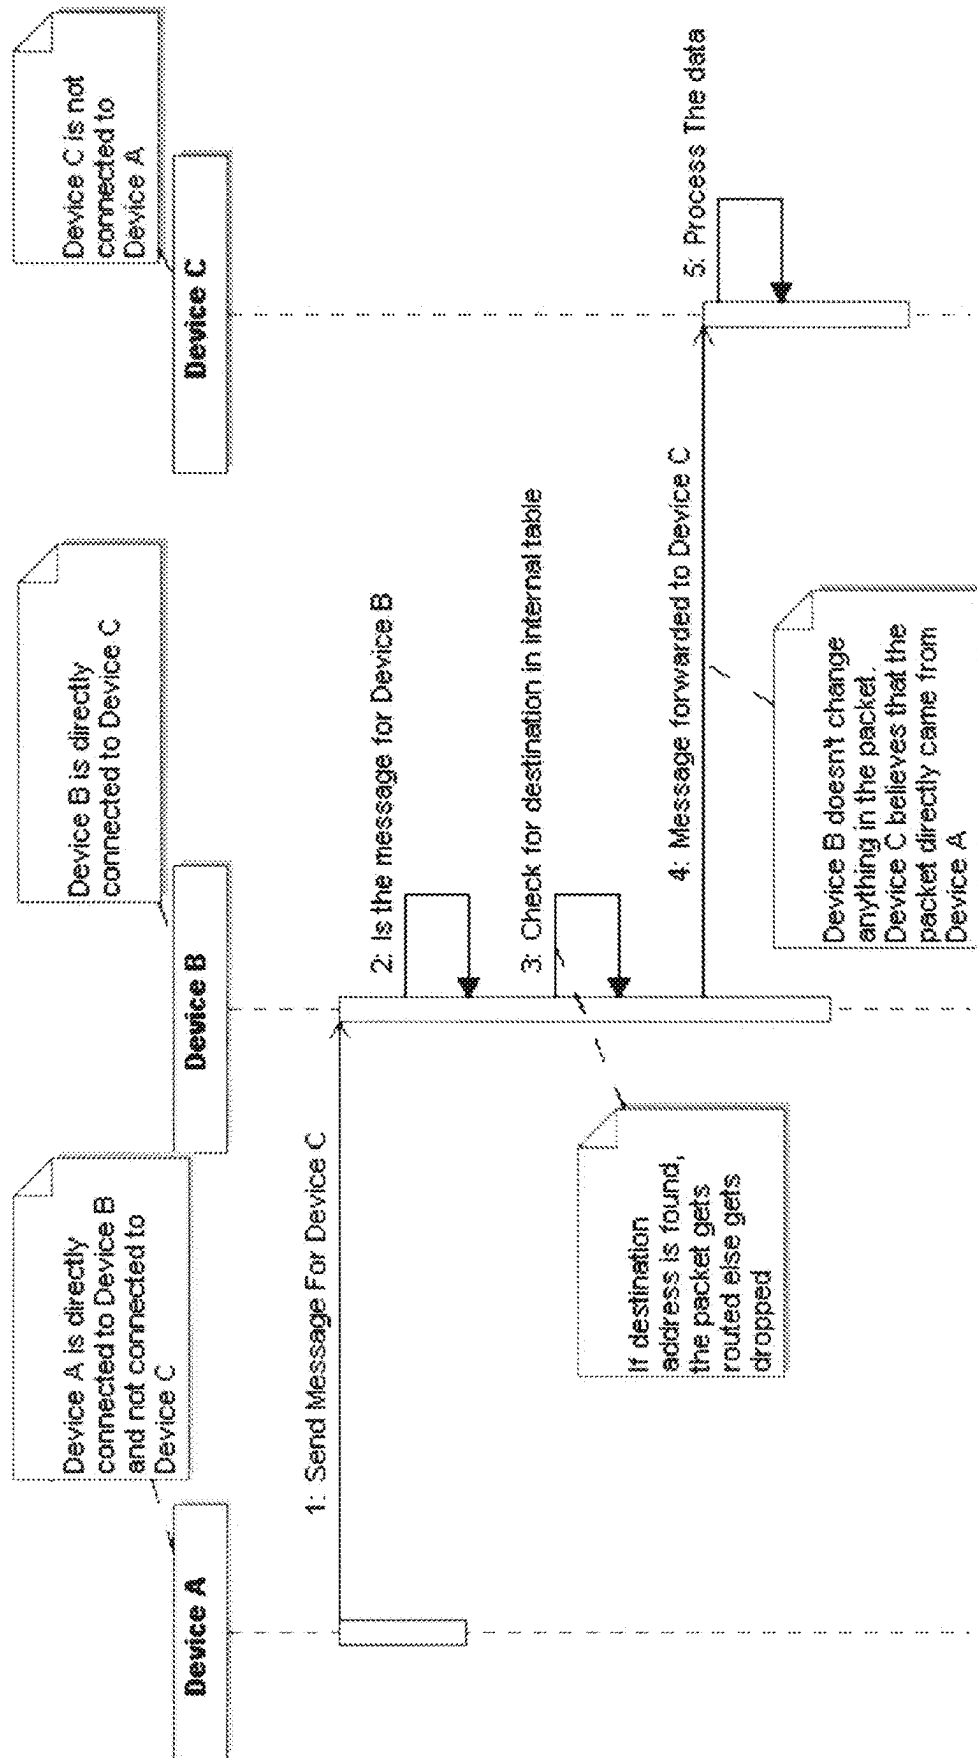 Device A is directly
connected to Device B
and not connected to
Device C
Device B is directly
connected to Device C
Device C is not
connected to
Device A
Device A
Device B
Device C
1: Send Message For Device C
2: Is the message for Device B
3: Check for destination in internal table
If destination
address is found,
the packet gets
routed else gets
dropped
4: Message forwarded to Device C
5: Process The data
Device B doesn't change
anything in the packet.
Device C believes that the
packet directly came from
Device A